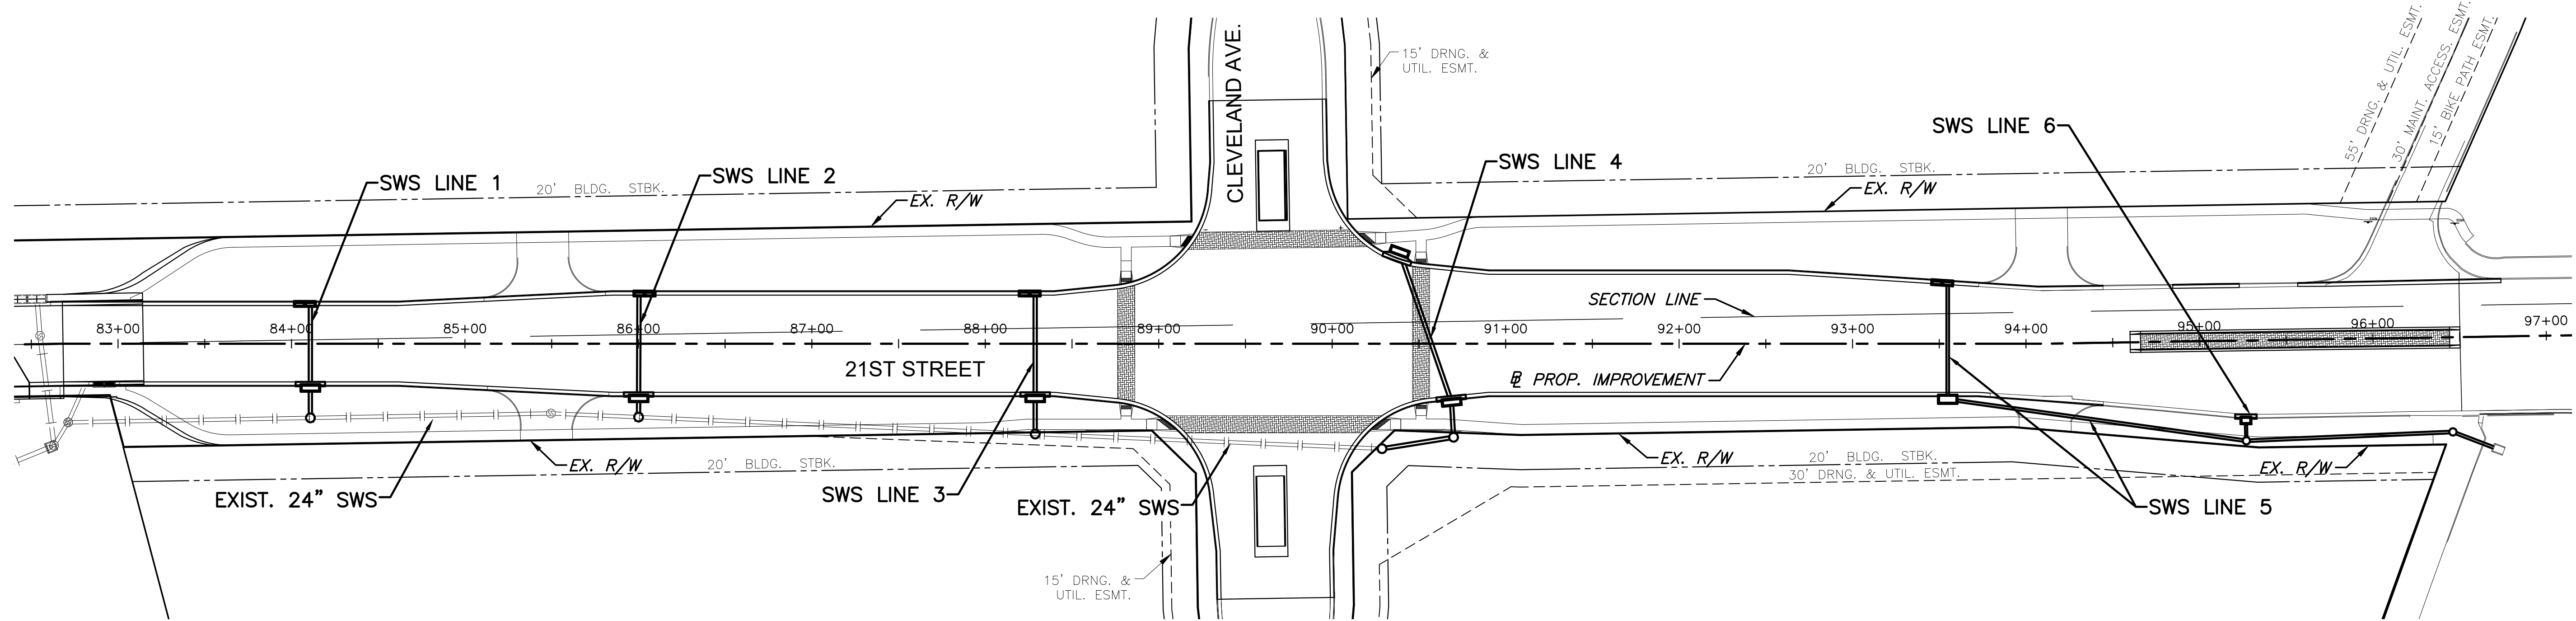 CLEVELAND AVE.
15' DRNG. &
UTIL. ESMT.
55' DRNG. & UTIL. ESMT.
30' MAINT. ACCESS. ESMT.
15' BIKE PATH ESMT.
SWS LINE 1
20' BLDG. STBK.
SWS LINE 2
EX. R/W
SWS LINE 4
SWS LINE 6
20' BLDG. STBK.
EX. R/W
SECTION LINE
83+00
84+00
85+00
86+00
87+00
88+00
89+00
90+00
91+00
92+00
93+00
94+00
95+00
96+00
97+00
21ST STREET
PROP. IMPROVEMENT
EXIST. 24" SWS
EX. R/W
20' BLDG. STBK.
SWS LINE 3
EXIST. 24" SWS
EX. R/W
20' BLDG. STBK.
30' DRNG. & UTIL. ESMT.
SWS LINE 5
EX. R/W
15' DRNG. &
UTIL. ESMT.